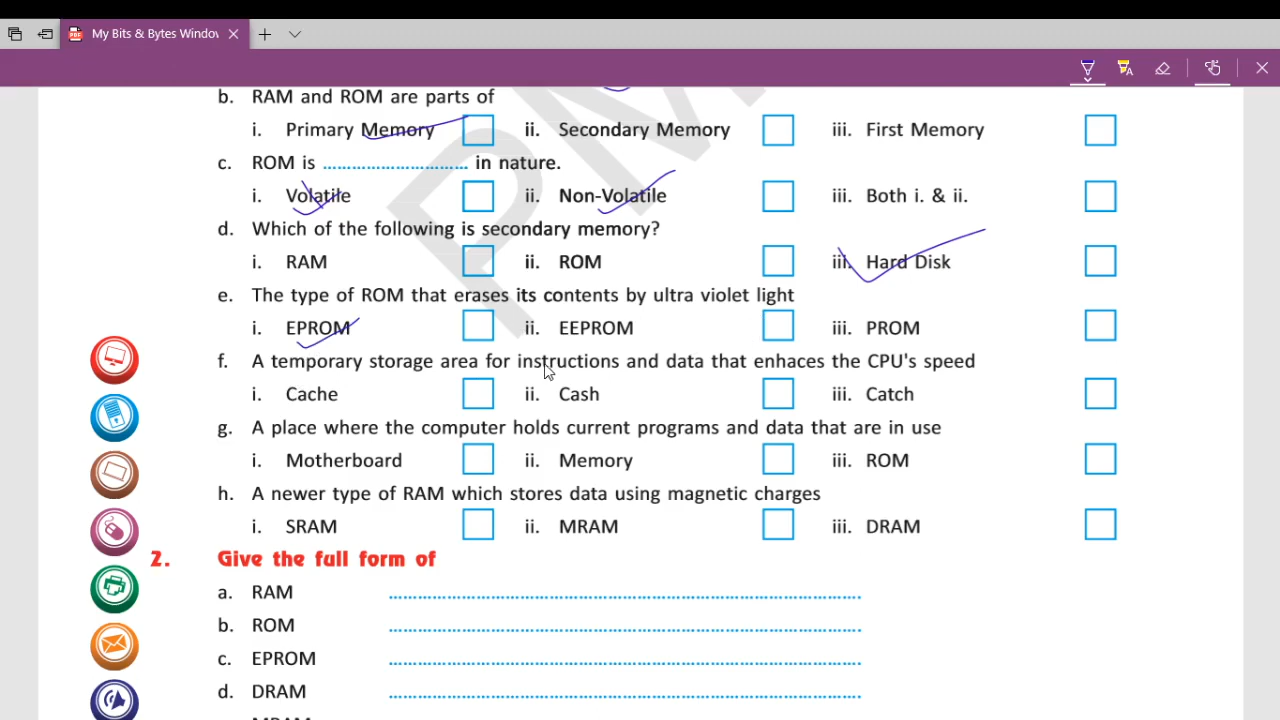 My Bits & Bytes Window
b. RAM and ROM are parts of
i. Primary Memory ii. Secondary Memory iii. First Memory
c. ROM is ................................ in nature.
i. Volatile ii. Non-Volatile iii. Both i. & ii.
d. Which of the following is secondary memory?
i. RAM ii. ROM iii. Hard Disk
e. The type of ROM that erases its contents by ultra violet light
i. EPROM ii. EEPROM iii. PROM
f. A temporary storage area for instructions and data that enhaces the CPU's speed
i. Cache ii. Cash iii. Catch
g. A place where the computer holds current programs and data that are in use
i. Motherboard ii. Memory iii. ROM
h. A newer type of RAM which stores data using magnetic charges
i. SRAM ii. MRAM iii. DRAM
2. Give the full form of
a. RAM ................................................................................
b. ROM ................................................................................
c. EPROM ................................................................................
d. DRAM ................................................................................
MRAM